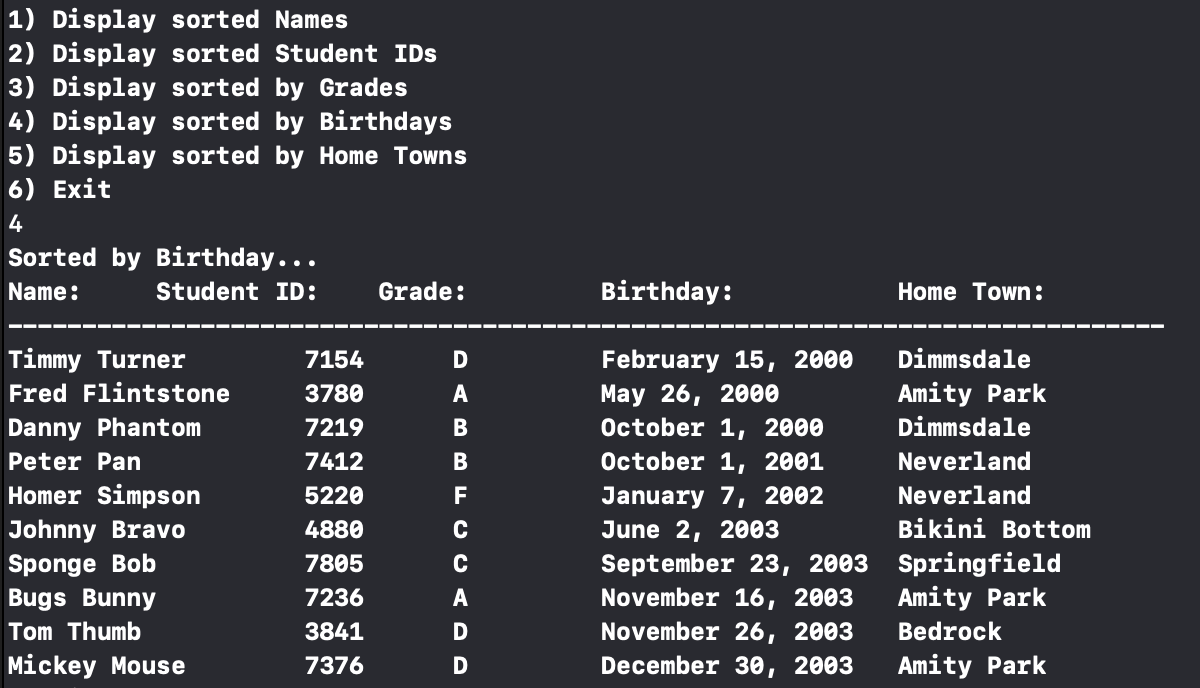 1) Display sorted Names
2) Display sorted Student IDs
3) Display sorted by Grades
4) Display sorted by Birthdays
5) Display sorted by Home Towns
6) Exit
4
Sorted by Birthday...
Name:     Student ID:    Grade:         Birthday:           Home Town:
------------------------------------------------------------------------------
Timmy Turner        7154      D         February 15, 2000   Dimmsdale
Fred Flintstone     3780      A         May 26, 2000        Amity Park
Danny Phantom       7219      B         October 1, 2000     Dimmsdale
Peter Pan           7412      B         October 1, 2001     Neverland
Homer Simpson       5220      F         January 7, 2002     Neverland
Johnny Bravo        4880      C         June 2, 2003        Bikini Bottom
Sponge Bob          7805      C         September 23, 2003  Springfield
Bugs Bunny          7236      A         November 16, 2003   Amity Park
Tom Thumb           3841      D         November 26, 2003   Bedrock
Mickey Mouse        7376      D         December 30, 2003   Amity Park